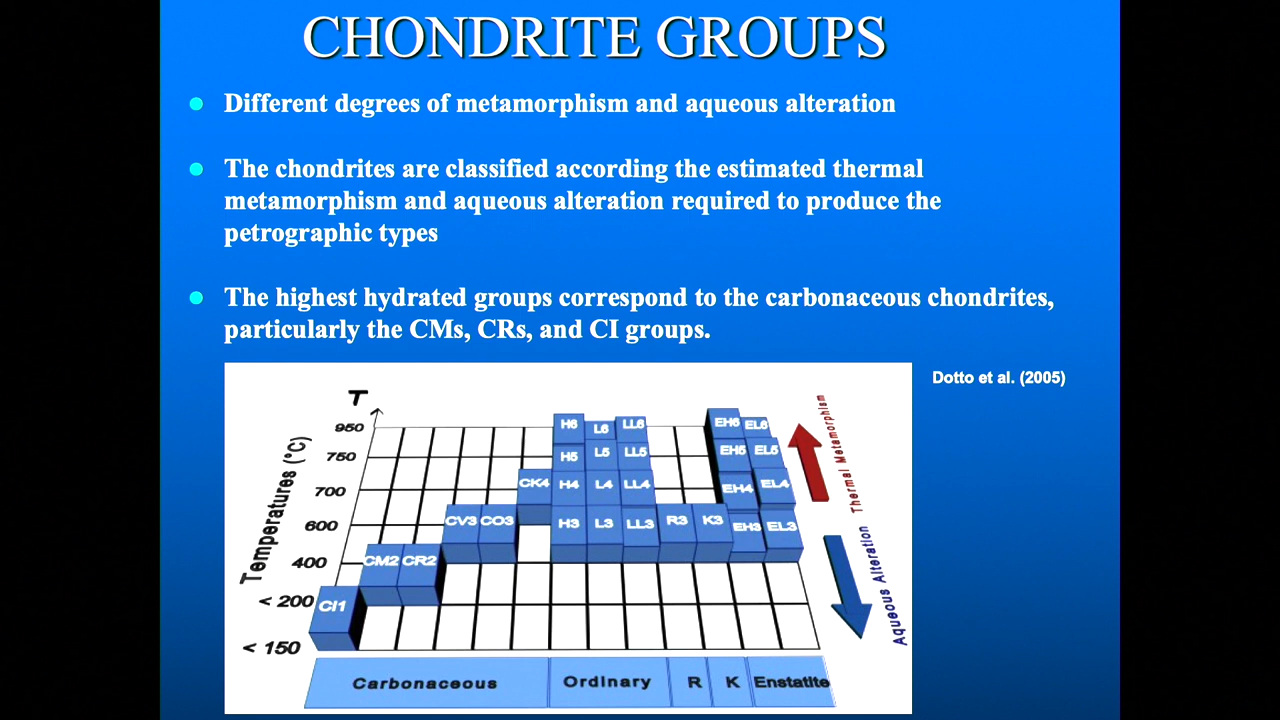 CHONDRITE GROUPS
Different degrees of metamorphism and aqueous alteration
The chondrites are classified according the estimated thermal
metamorphism and aqueous alteration required to produce the
petrographic types
The highest hydrated groups correspond to the carbonaceous chondrites,
particularly the CMs, CRs, and CI groups.
Dotto et al. (2005)
T
Temperatures (°C)
950
750
700
600
400
< 200
< 150
H6 L6 LL6 EH6 EL6
H5 L5 LL5 EH5 EL5
CK4 H4 L4 LL4 EH4 EL4
CV3 CO3 H3 L3 LL3 R3 K3 EH3 EL3
CM2 CR2
CI1
Thermal Metamorphism
Aqueous Alteration
Carbonaceous Ordinary R K Enstatite